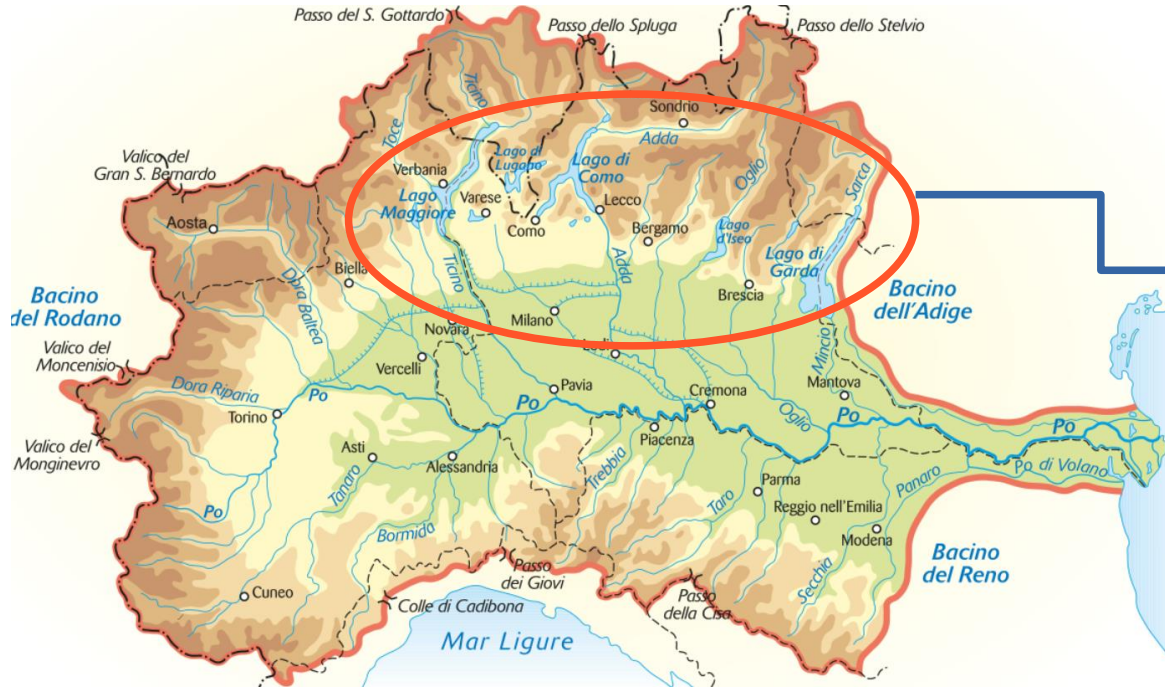 Passo del S. Gottardo
Passo dello Spluga
Passo dello Stelvio
Ticino
Toce
Sondrio
Adda
Valico del
Gran S. Bernardo
Verbania
Lago di
Lugano
Lago di
Como
Oglio
Sarca
Lago
Maggiore
Varese
Como
Lecco
Aosta
Bergamo
Lago
d'Iseo
Lago di
Garda
Biella
Ticino
Adda
Brescia
Dora Baltea
Bacino
del Rodano
Bacino
dell'Adige
Milano
Novara
Valico del
Moncenisio
Vercelli
Mincio
Dora Riparia
Po
Pavia
Cremona
Mantova
Torino
Po
Oglio
Po
Po
Valico del
Monginevro
Asti
Piacenza
Alessandria
Trebbia
Po di Volano
Tanaro
Parma
Panaro
Taro
Po
Reggio nell'Emilia
Bormida
Modena
Passo
dei Giovi
Secchia
Bacino
del Reno
Cuneo
Colle di Cadibona
Passo
della Cisa
Mar Ligure